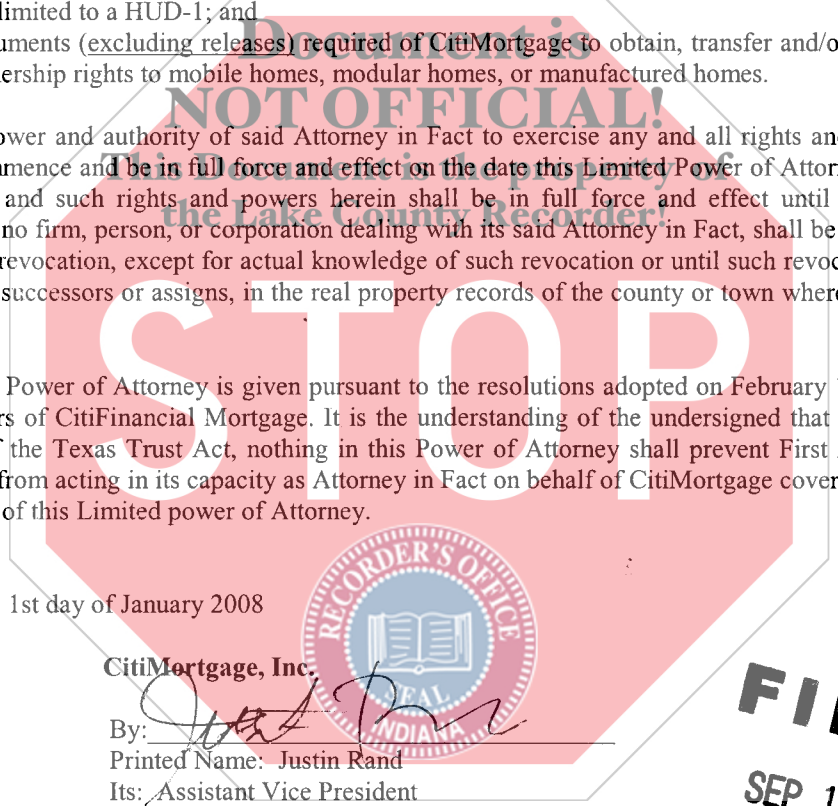 limited to a HUD-1; and
uments (excluding releases) required of CitiMortgage to obtain, transfer and/o
ership rights to mobile homes, modular homes, or manufactured homes.
Document is
NOT OFFICIAL!
This Document is the property of
the Lake County Recorder!
ower and authority of said Attorney in Fact to exercise any and all rights an
mence and be in full force and effect on the date this Limited Power of Attor
and such rights and powers herein shall be in full force and effect until
no firm, person, or corporation dealing with its said Attorney in Fact, shall be
revocation, except for actual knowledge of such revocation or until such revoc
successors or assigns, in the real property records of the county or town where
STOP
Power of Attorney is given pursuant to the resolutions adopted on February
rs of CitiFinancial Mortgage. It is the understanding of the undersigned that
f the Texas Trust Act, nothing in this Power of Attorney shall prevent First
from acting in its capacity as Attorney in Fact on behalf of CitiMortgage cover
of this Limited power of Attorney.
RECORDER'S OFFICE
SEAL
INDIANA
1st day of January 2008
CitiMortgage, Inc.
By:
Printed Name: Justin Rand
Its: Assistant Vice President
FI
SEP 1